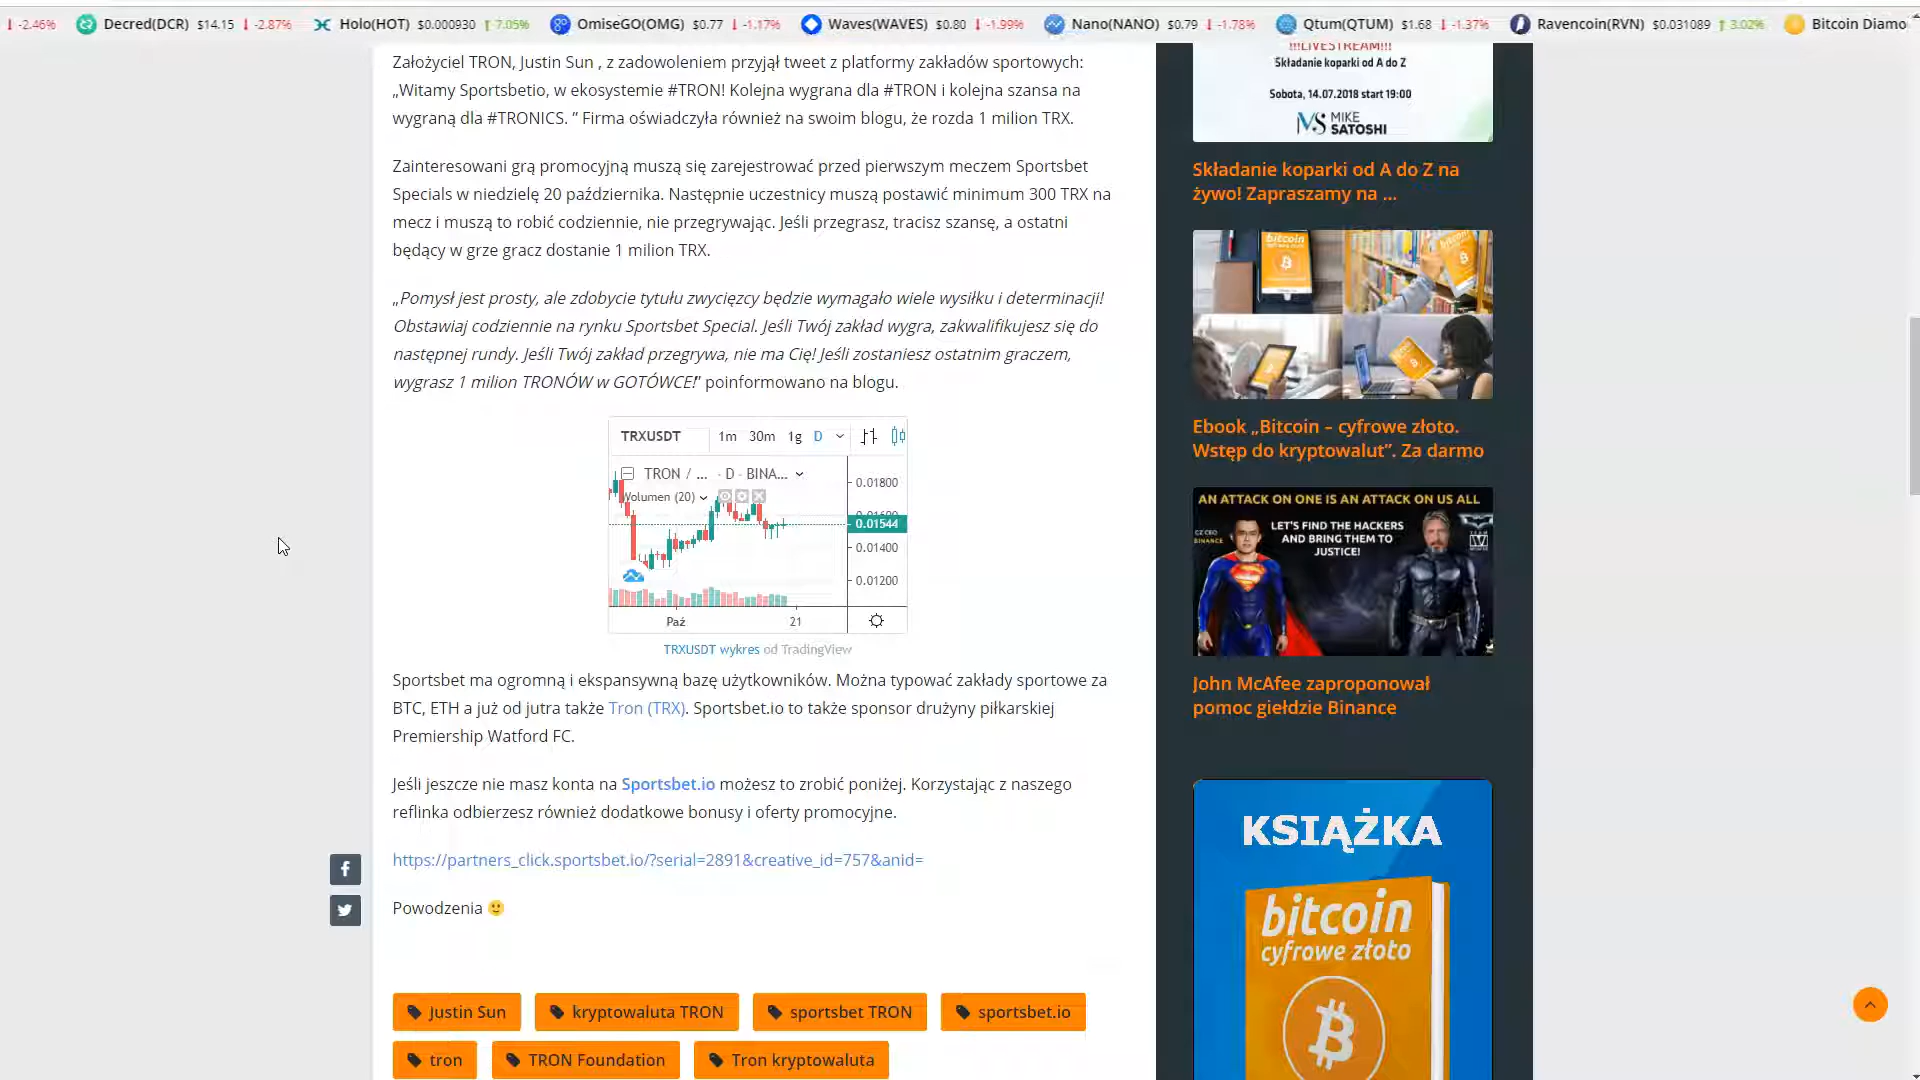 -2.46% Decred(DCR) $14.15 -2.87% Holo(HOT) $0.000930 7.05% OmiseGO(OMG) $0.77 -1.17% Waves(WAVES) $0.80 -1.99% Nano(NANO) $0.79 -1.78% Qtum(QTUM) $1.68 -1.37% Ravencoin(RVN) $0.031089 3.02% Bitcoin Diamo
Założyciel TRON, Justin Sun , z zadowoleniem przyjął tweet z platformy zakładów sportowych:
„Witamy Sportsbetio, w ekosystemie #TRON! Kolejna wygrana dla #TRON i kolejna szansa na
wygraną dla #TRONICS. ” Firma oświadczyła również na swoim blogu, że rozda 1 milion TRX.
Zainteresowani grą promocyjną muszą się zarejestrować przed pierwszym meczem Sportsbet
Specials w niedzielę 20 października. Następnie uczestnicy muszą postawić minimum 300 TRX na
mecz i muszą to robić codziennie, nie przegrywając. Jeśli przegrasz, tracisz szansę, a ostatni
będący w grze gracz dostanie 1 milion TRX.
„Pomysł jest prosty, ale zdobycie tytułu zwycięzcy będzie wymagało wiele wysiłku i determinacji!
Obstawiaj codziennie na rynku Sportsbet Special. Jeśli Twój zakład wygra, zakwalifikujesz się do
następnej rundy. Jeśli Twój zakład przegrywa, nie ma Cię! Jeśli zostaniesz ostatnim graczem,
wygrasz 1 milion TRONÓW w GOTÓWCE!” poinformowano na blogu.
TRXUSDT 1m 30m 1g D
TRON / ... · D · BINA...
Wolumen (20)
0.01800
0.01600
0.01544
0.01400
0.01200
Paź 21
TRXUSDT wykres od TradingView
Sportsbet ma ogromną i ekspansywną bazę użytkowników. Można typować zakłady sportowe za
BTC, ETH a już od jutra także Tron (TRX). Sportsbet.io to także sponsor drużyny piłkarskiej
Premiership Watford FC.
Jeśli jeszcze nie masz konta na Sportsbet.io możesz to zrobić poniżej. Korzystając z naszego
reflinka odbierzesz również dodatkowe bonusy i oferty promocyjne.
https://partners_click.sportsbet.io/?serial=2891&creative_id=757&anid=
Powodzenia 🙂
Justin Sun kryptowaluta TRON sportsbet TRON sportsbet.io
tron TRON Foundation Tron kryptowaluta
!!!LIVESTREAM!!!
Składanie koparki od A do Z
Sobota, 14.07.2018 start 19:00
MS MIKE
SATOSHI
Składanie koparki od A do Z na
żywo! Zapraszamy na ...
bitcoin
Ebook „Bitcoin – cyfrowe złoto.
Wstęp do kryptowalut”. Za darmo
AN ATTACK ON ONE IS AN ATTACK ON US ALL
CZ CEO
BINANCE
LET'S FIND THE HACKERS
AND BRING THEM TO
JUSTICE!
John McAfee zaproponował
pomoc giełdzie Binance
KSIĄŻKA
bitcoin
cyfrowe złoto